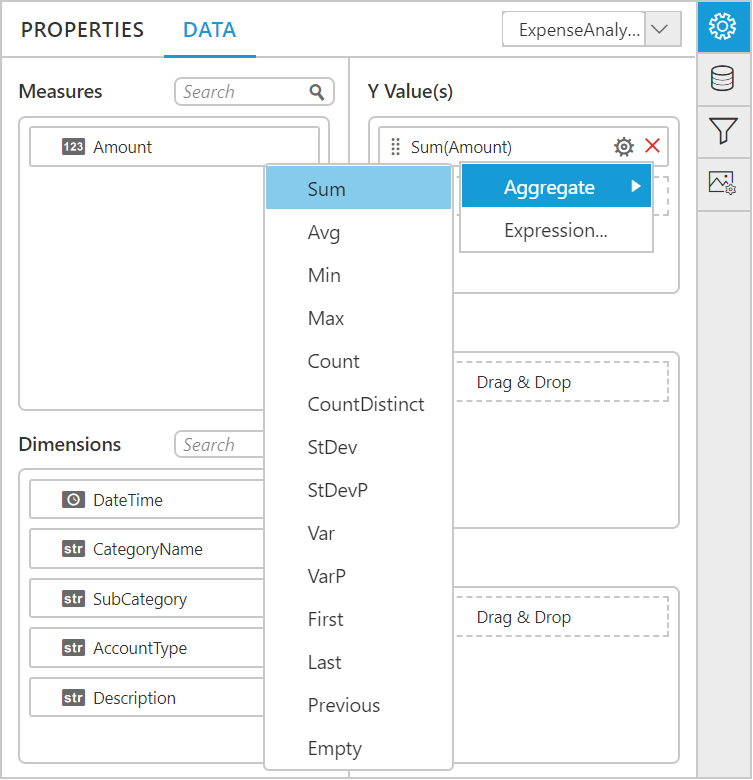 PROPERTIES
DATA
ExpenseAnaly...
Measures
Search
Y Value(s)
123 Amount
Sum(Amount)
Aggregate
Expression...
Sum
Avg
Min
Max
Count
CountDistinct
StDev
StDevP
Var
VarP
First
Last
Previous
Empty
Drag & Drop
Dimensions
Search
DateTime
str CategoryName
str SubCategory
str AccountType
str Description
Drag & Drop